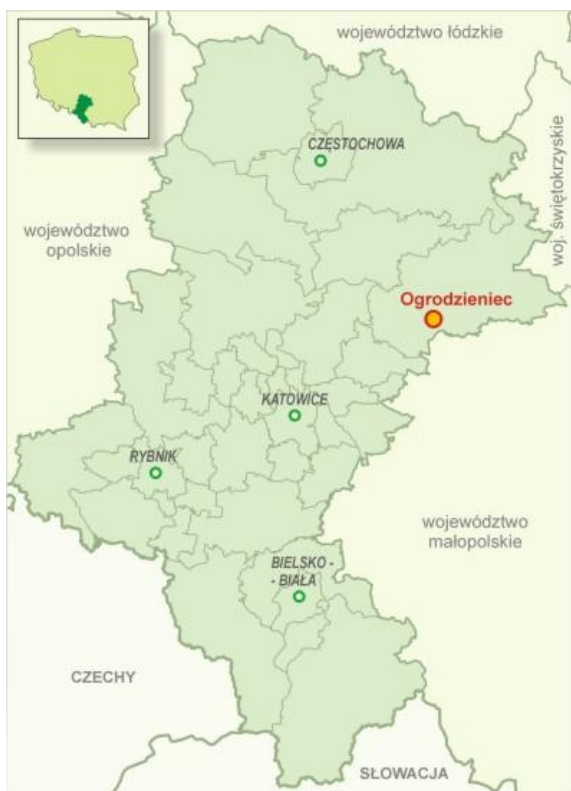 województwo łódzkie
CZĘSTOCHOWA
woj. świętokrzyskie
województwo
opolskie
Ogrodzieniec
KATOWICE
RYBNIK
województwo
małopolskie
BIELSKO -
- BIAŁA
CZECHY
SŁOWACJA